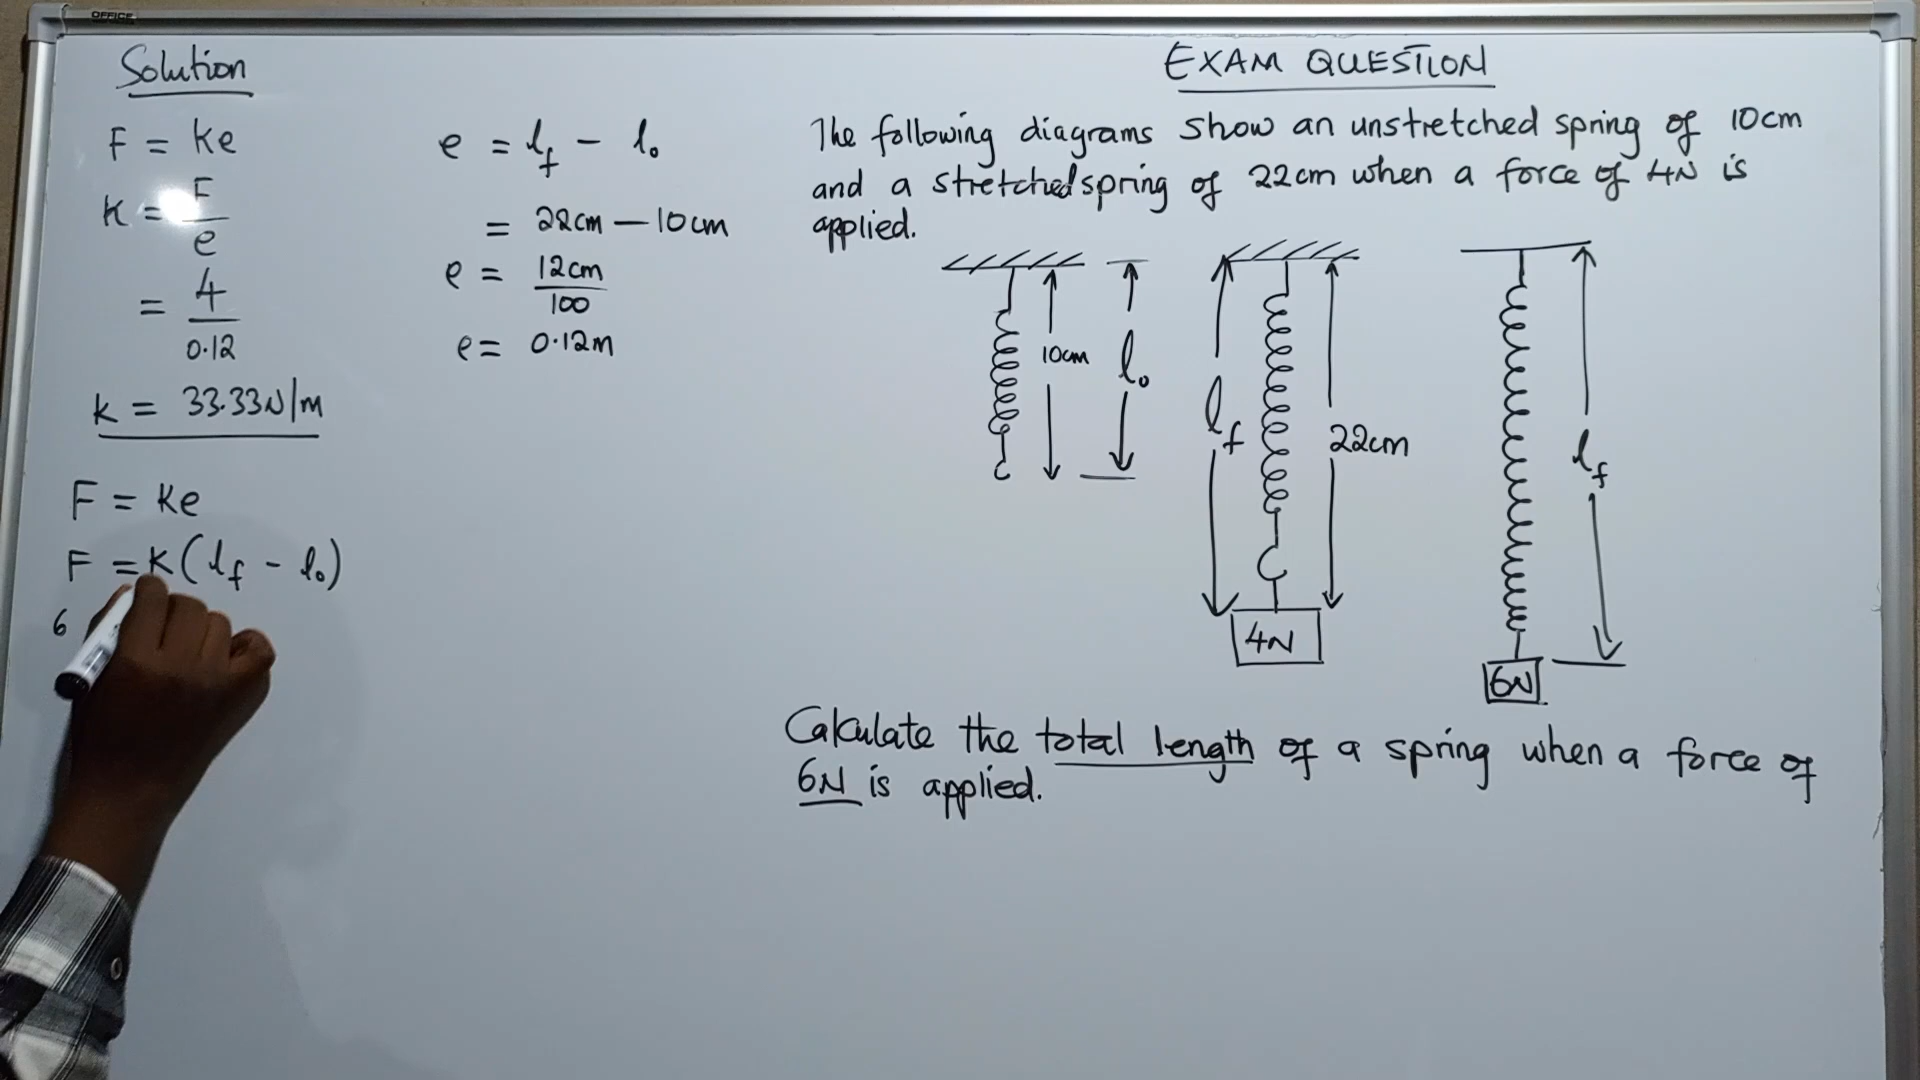 OFFICE
Solution
F = Ke
K = F/e
= 4/0.12
k = 33.33N/m
F = Ke
F = K(lf - l₀)
6
e = lf - l₀
= 22cm — 10cm
e = 12cm/100
e = 0.12m
EXAM QUESTION
The following diagrams show an unstretched spring of 10cm
and a stretched spring of 22cm when a force of 4N is
applied.
10cm
l₀
lf
22cm
4N
lf
6N
Calculate the total length of a spring when a force of
6N is applied.